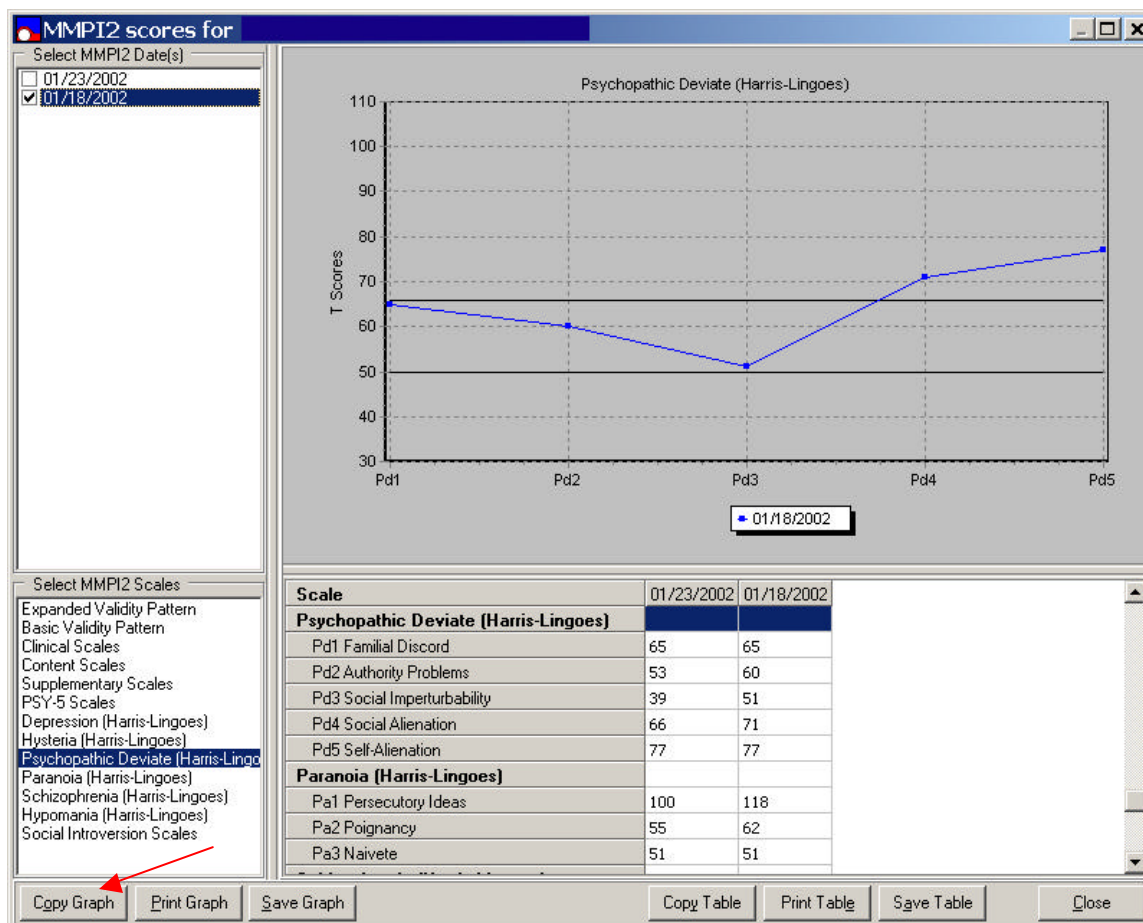 MMPI2 scores for
Select MMPI2 Date(s)
01/23/2002
01/18/2002
Psychopathic Deviate (Harris-Lingoes)
110
100
90
80
70
60
50
40
30
T Scores
Pd1 Pd2 Pd3 Pd4 Pd5
01/18/2002
Select MMPI2 Scales
Expanded Validity Pattern
Basic Validity Pattern
Clinical Scales
Content Scales
Supplementary Scales
PSY-5 Scales
Depression (Harris-Lingoes)
Hysteria (Harris-Lingoes)
Psychopathic Deviate (Harris-Lingo
Paranoia (Harris-Lingoes)
Schizophrenia (Harris-Lingoes)
Hypomania (Harris-Lingoes)
Social Introversion Scales
Scale 01/23/2002 01/18/2002
Psychopathic Deviate (Harris-Lingoes)
Pd1 Familial Discord 65 65
Pd2 Authority Problems 53 60
Pd3 Social Imperturbability 39 51
Pd4 Social Alienation 66 71
Pd5 Self-Alienation 77 77
Paranoia (Harris-Lingoes)
Pa1 Persecutory Ideas 100 118
Pa2 Poignancy 55 62
Pa3 Naivete 51 51
Copy Graph Print Graph Save Graph Copy Table Print Table Save Table Close